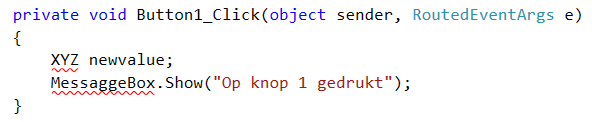 private void Button1_Click(object sender, RoutedEventArgs e)
{
    XYZ newvalue;
    MessaggeBox.Show("Op knop 1 gedrukt");
}